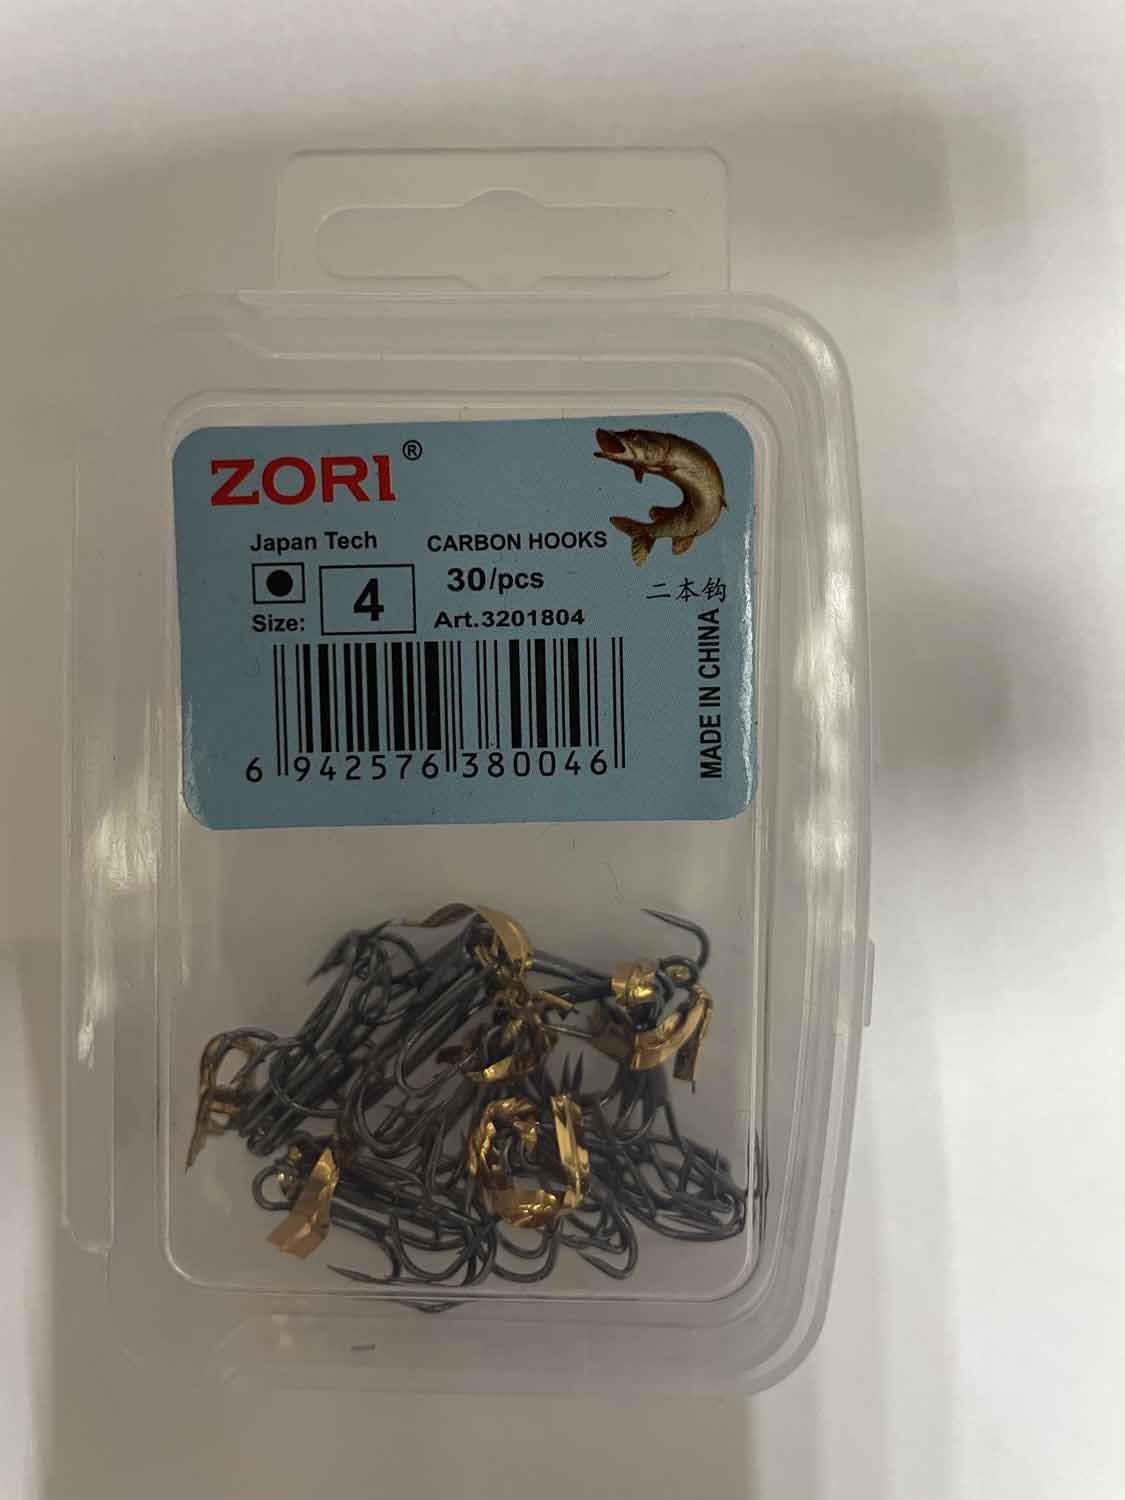 ZORI®
Japan Tech
CARBON HOOKS
30/pcs
Size: 4
Art.3201804
二本钩
MADE IN CHINA
6 942576 380046